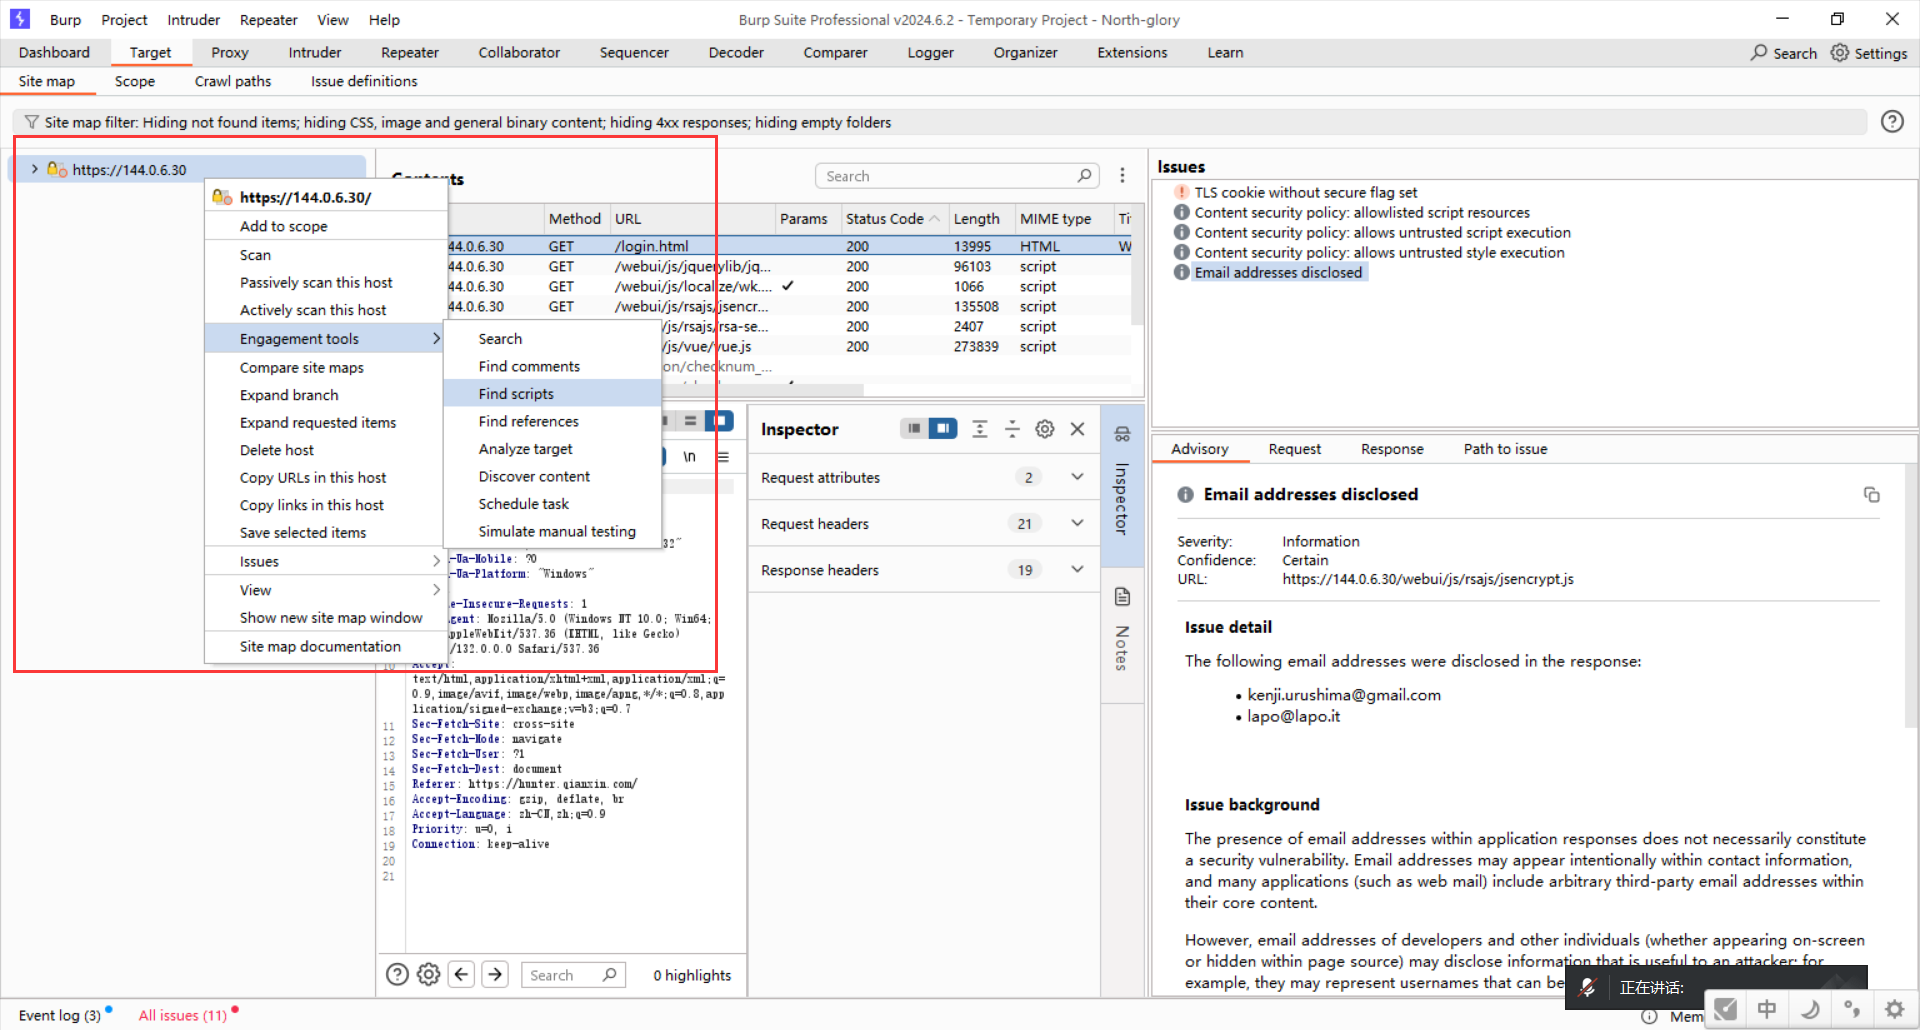 Burp Project Intruder Repeater View Help
Burp Suite Professional v2024.6.2 - Temporary Project - North-glory
Dashboard Target Proxy Intruder Repeater Collaborator Sequencer Decoder Comparer Logger Organizer Extensions Learn
Search Settings
Site map Scope Crawl paths Issue definitions
Site map filter: Hiding not found items; hiding CSS, image and general binary content; hiding 4xx responses; hiding empty folders
https://144.0.6.30
https://144.0.6.30/
Add to scope
Scan
Passively scan this host
Actively scan this host
Engagement tools
Compare site maps
Expand branch
Expand requested items
Delete host
Copy URLs in this host
Copy links in this host
Save selected items
Issues
View
Show new site map window
Site map documentation
Search
Find comments
Find scripts
Find references
Analyze target
Discover content
Schedule task
Simulate manual testing
Contents
Search
Method URL Params Status Code Length MIME type Ti
44.0.6.30 GET /login.html 200 13995 HTML W
44.0.6.30 GET /webui/js/jquerylib/jq... 200 96103 script
44.0.6.30 GET /webui/js/localize/wk.... 200 1066 script
44.0.6.30 GET /webui/js/rsajs/jsencr... 200 135508 script
/js/rsajs/rsa-se... 200 2407 script
/js/vue/vue.js 200 273839 script
on/checknum_...
\n
32"
-Ua-Mobile: ?0
-Ua-Platform: "Windows"
e-Insecure-Requests: 1
gent: Mozilla/5.0 (Windows NT 10.0; Win64;
ppleWebKit/537.36 (KHTML, like Gecko)
/132.0.0.0 Safari/537.36
10 Accept:
text/html,application/xhtml+xml,application/xml;q=
0.9,image/avif,image/webp,image/apng,*/*;q=0.8,app
lication/signed-exchange;v=b3;q=0.7
11 Sec-Fetch-Site: cross-site
12 Sec-Fetch-Mode: navigate
13 Sec-Fetch-User: ?1
14 Sec-Fetch-Dest: document
15 Referer: https://hunter.qianxin.com/
16 Accept-Encoding: gzip, deflate, br
17 Accept-Language: zh-CN,zh;q=0.9
18 Priority: u=0, i
19 Connection: keep-alive
20
21
Search
0 highlights
Inspector
Request attributes 2
Request headers 21
Response headers 19
Inspector
Notes
Issues
TLS cookie without secure flag set
Content security policy: allowlisted script resources
Content security policy: allows untrusted script execution
Content security policy: allows untrusted style execution
Email addresses disclosed
Advisory Request Response Path to issue
Email addresses disclosed
Severity: Information
Confidence: Certain
URL: https://144.0.6.30/webui/js/rsajs/jsencrypt.js
Issue detail
The following email addresses were disclosed in the response:
• kenji.urushima@gmail.com
• lapo@lapo.it
Issue background
The presence of email addresses within application responses does not necessarily constitute
a security vulnerability. Email addresses may appear intentionally within contact information,
and many applications (such as web mail) include arbitrary third-party email addresses within
their core content.
However, email addresses of developers and other individuals (whether appearing on-screen
or hidden within page source) may disclose information that is useful to an attacker; for
example, they may represent usernames that can be
正在讲话:
中
Event log (3) All issues (11)
Mem